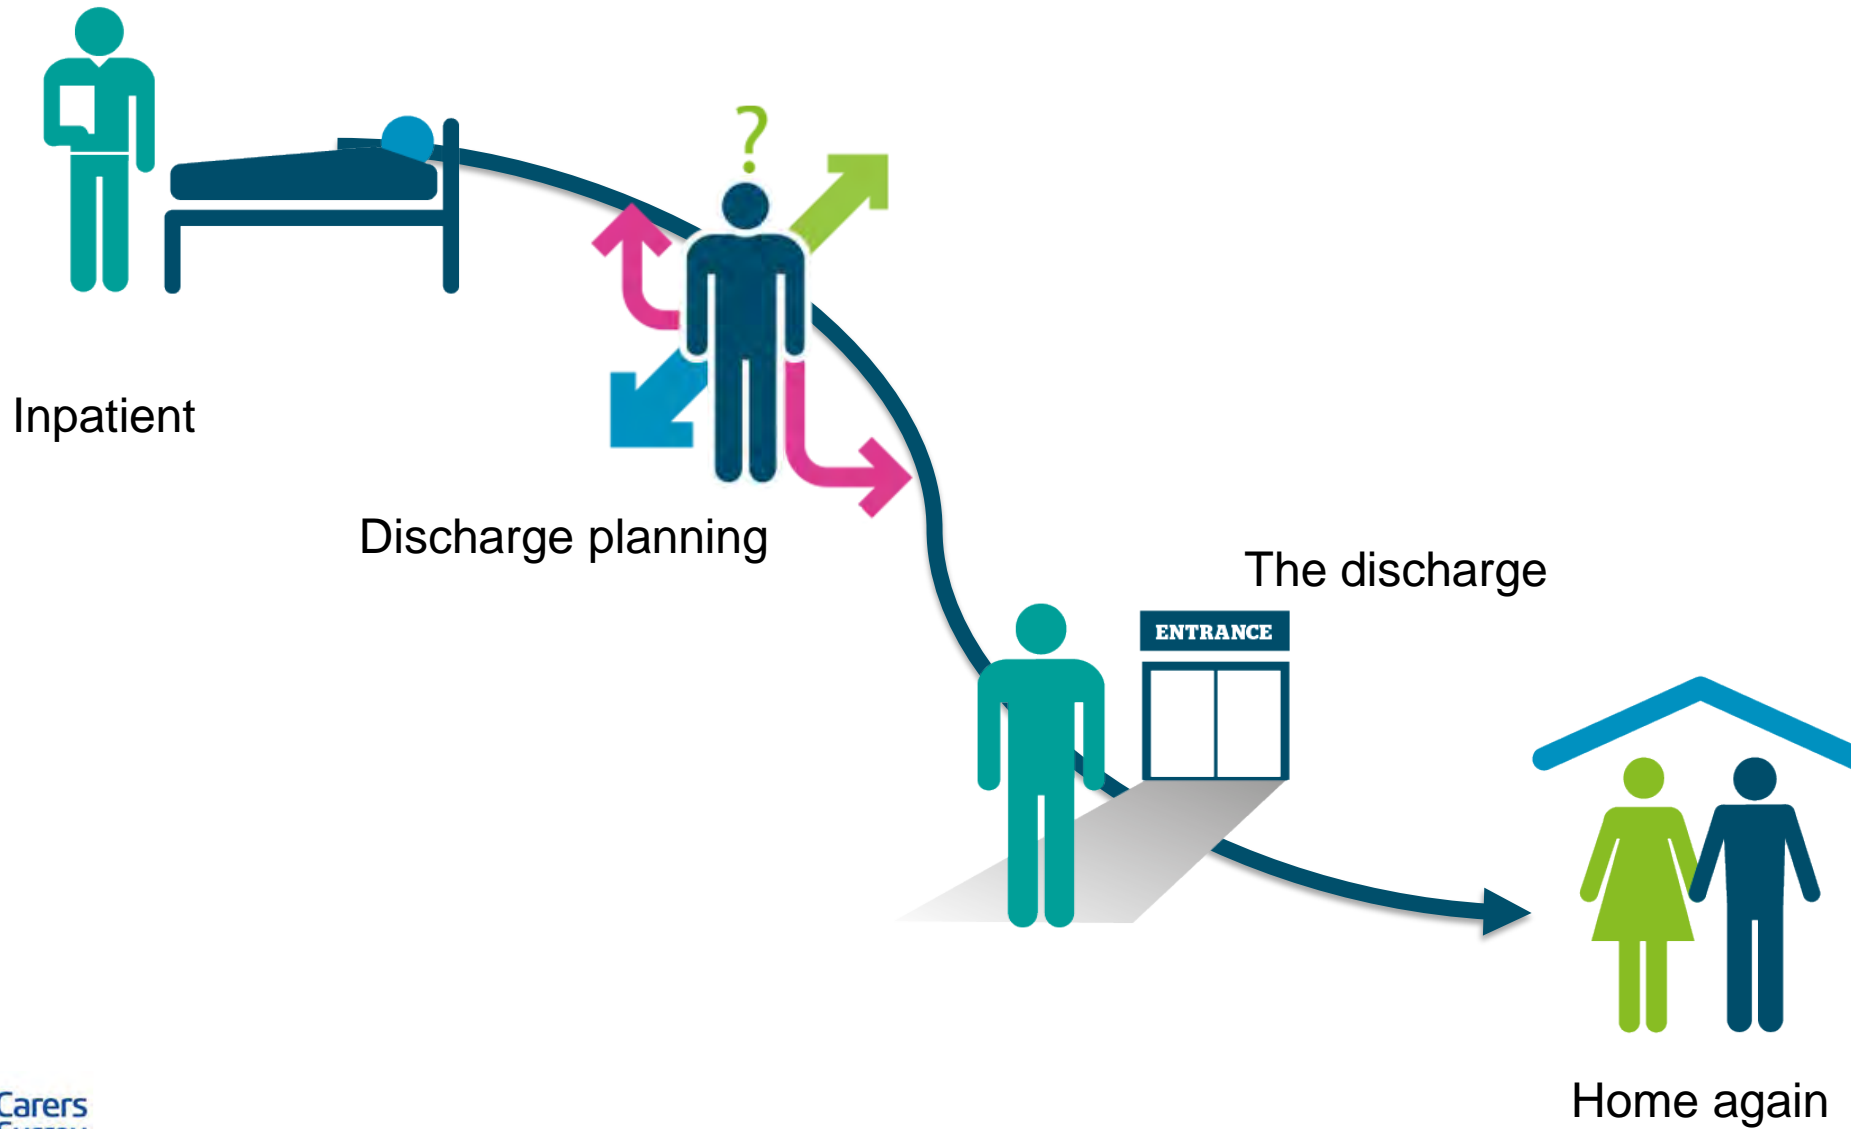 ?
Inpatient
Discharge planning
The discharge
ENTRANCE
Home again
Carers